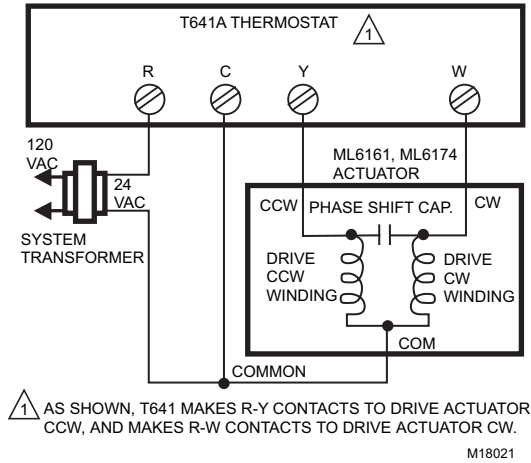 T641A THERMOSTAT
1
R C Y W
120
VAC
24
VAC
SYSTEM
TRANSFORMER
ML6161, ML6174
ACTUATOR
CCW PHASE SHIFT CAP. CW
DRIVE
CCW
WINDING
DRIVE
CW
WINDING
COM
COMMON
1 AS SHOWN, T641 MAKES R-Y CONTACTS TO DRIVE ACTUATOR
CCW, AND MAKES R-W CONTACTS TO DRIVE ACTUATOR CW.
M18021